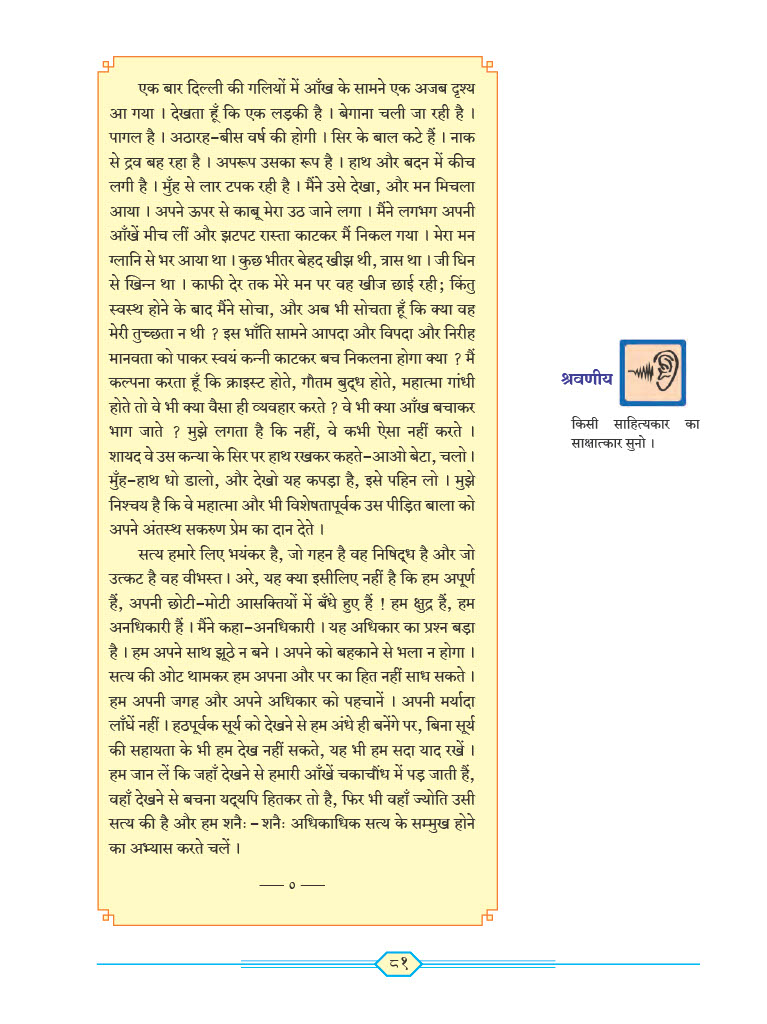 एक बार दिल्ली की गलियों में आँख के सामने एक अजब दृश्य
आ गया । देखता हूँ कि एक लड़की है । बेगाना चली जा रही है ।
पागल है । अठारह-बीस वर्ष की होगी । सिर के बाल कटे हैं । नाक
से द्रव बह रहा है । अपरूप उसका रूप है । हाथ और बदन में कीच
लगी है । मुँह से लार टपक रही है । मैंने उसे देखा, और मन मिचला
आया । अपने ऊपर से काबू मेरा उठ जाने लगा । मैंने लगभग अपनी
आँखें मीच लीं और झटपट रास्ता काटकर मैं निकल गया । मेरा मन
ग्लानि से भर आया था । कुछ भीतर बेहद खीझ थी, त्रास था । जी घिन
से खिन्न था । काफी देर तक मेरे मन पर वह खीज छाई रही; किंतु
स्वस्थ होने के बाद मैंने सोचा, और अब भी सोचता हूँ कि क्या वह
मेरी तुच्छता न थी ? इस भाँति सामने आपदा और विपदा और निरीह
मानवता को पाकर स्वयं कन्नी काटकर बच निकलना होगा क्या ? मैं
कल्पना करता हूँ कि क्राइस्ट होते, गौतम बुद्ध होते, महात्मा गांधी
होते तो वे भी क्या वैसा ही व्यवहार करते ? वे भी क्या आँख बचाकर
भाग जाते ? मुझे लगता है कि नहीं, वे कभी ऐसा नहीं करते ।
शायद वे उस कन्या के सिर पर हाथ रखकर कहते-आओ बेटा, चलो ।
मुँह-हाथ धो डालो, और देखो यह कपड़ा है, इसे पहिन लो । मुझे
निश्चय है कि वे महात्मा और भी विशेषतापूर्वक उस पीड़ित बाला को
अपने अंतस्थ सकरुण प्रेम का दान देते ।
सत्य हमारे लिए भयंकर है, जो गहन है वह निषिद्ध है और जो
उत्कट है वह वीभस्त । अरे, यह क्या इसीलिए नहीं है कि हम अपूर्ण
हैं, अपनी छोटी-मोटी आसक्तियों में बँधे हुए हैं ! हम क्षुद्र हैं, हम
अनधिकारी हैं । मैंने कहा-अनधिकारी । यह अधिकार का प्रश्न बड़ा
है । हम अपने साथ झूठे न बने । अपने को बहकाने से भला न होगा ।
सत्य की ओट थामकर हम अपना और पर का हित नहीं साध सकते ।
हम अपनी जगह और अपने अधिकार को पहचानें । अपनी मर्यादा
लाँघें नहीं । हठपूर्वक सूर्य को देखने से हम अंधे ही बनेंगे पर, बिना सूर्य
की सहायता के भी हम देख नहीं सकते, यह भी हम सदा याद रखें ।
हम जान लें कि जहाँ देखने से हमारी आँखें चकाचौंध में पड़ जाती हैं,
वहाँ देखने से बचना यद्यपि हितकर तो है, फिर भी वहाँ ज्योति उसी
सत्य की है और हम शनैः - शनैः अधिकाधिक सत्य के सम्मुख होने
का अभ्यास करते चलें ।
—— ० ——
श्रवणीय
किसी साहित्यकार का
साक्षात्कार सुनो ।
८१